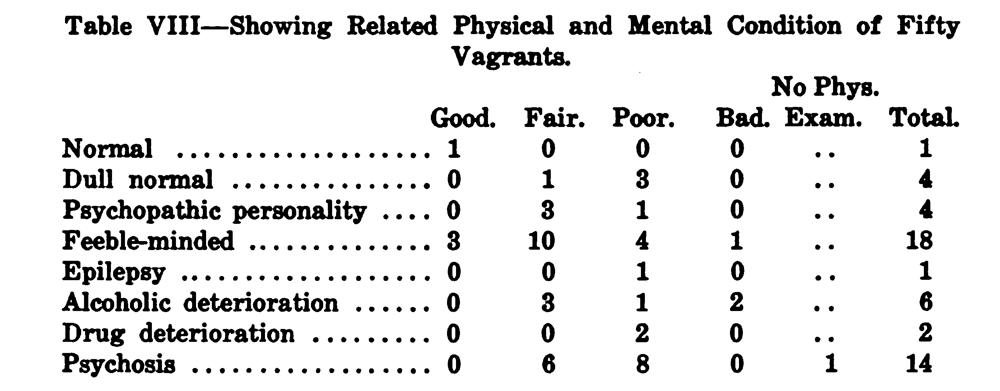 Table VIII—Showing Related Physical and Mental Condition of Fifty
Vagrants.
No Phys.
Good. Fair. Poor. Bad. Exam. Total.
Normal ................... 1 0 0 0 .. 1
Dull normal ............... 0 1 3 0 .. 4
Psychopathic personality .... 0 3 1 0 .. 4
Feeble-minded .............. 3 10 4 1 .. 18
Epilepsy ................... 0 0 1 0 .. 1
Alcoholic deterioration ...... 0 3 1 2 .. 6
Drug deterioration ......... 0 0 2 0 .. 2
Psychosis .................. 0 6 8 0 1 14